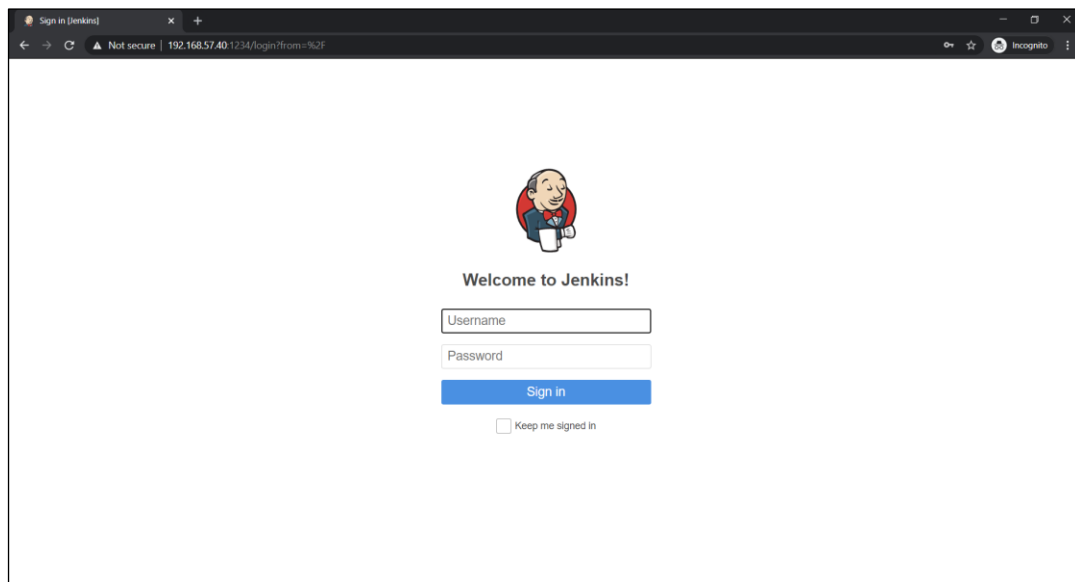 Sign in [Jenkins]
Not secure | 192.168.57.40:1234/login?from=%2F
Incognito
Welcome to Jenkins!
Username
Password
Sign in
Keep me signed in